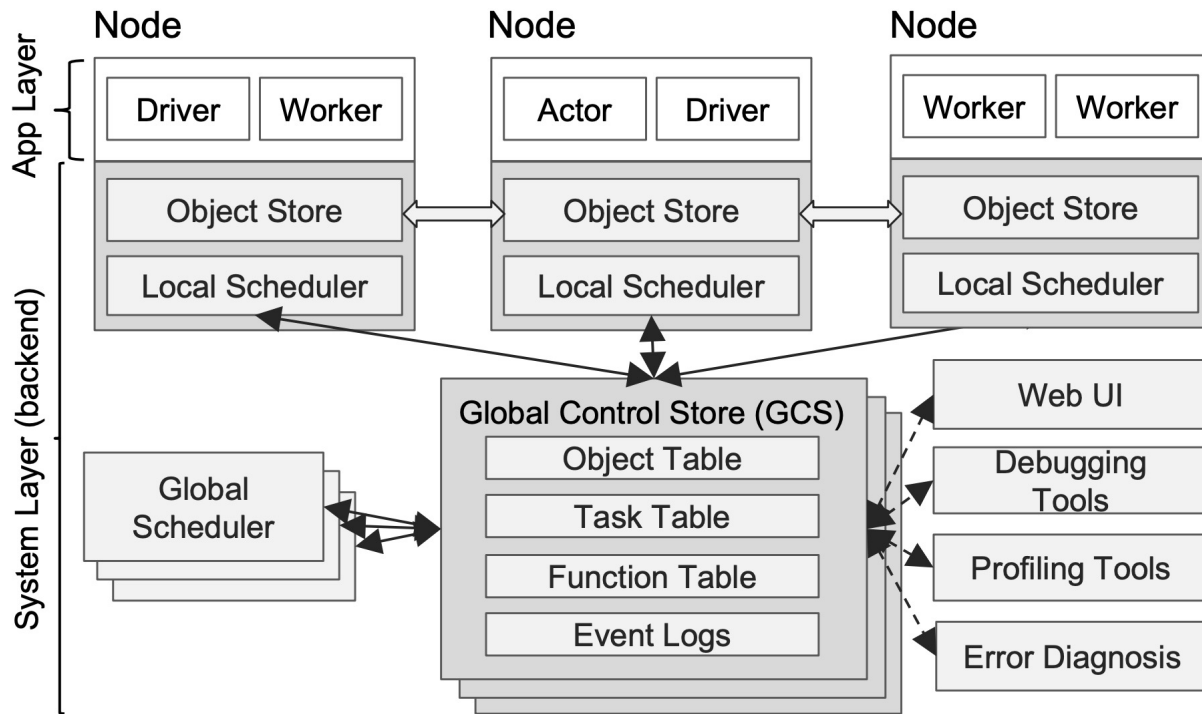 Node
Node
Node
App Layer
Driver
Worker
Actor
Driver
Worker
Worker
System Layer (backend)
Object Store
Object Store
Object Store
Local Scheduler
Local Scheduler
Local Scheduler
Global Control Store (GCS)
Object Table
Task Table
Function Table
Event Logs
Global
Scheduler
Web UI
Debugging
Tools
Profiling Tools
Error Diagnosis